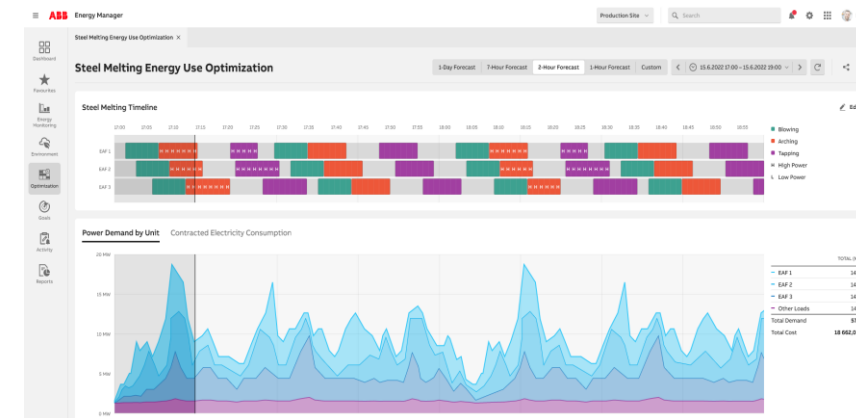 ABB Energy Manager Production Site Search
Steel Melting Energy Use Optimization ×
Dashboard
Favourites
Energy Monitoring
Environment
Optimization
Goals
Activity
Reports
Steel Melting Energy Use Optimization
1-Day Forecast 7-Hour Forecast 2-Hour Forecast 1-Hour Forecast Custom 15.6.2022 17:00 – 15.6.2022 19:00
Steel Melting Timeline
17:00 17:05 17:10 17:15 17:20 17:25 17:30 17:35 17:40 17:45 17:50 17:55 18:00 18:05 18:10 18:15 18:20 18:25 18:30 18:35 18:40 18:45 18:50 18:55
EAF 1
EAF 2
EAF 3
Blowing
Arching
Tapping
H High Power
L Low Power
Power Demand by Unit Contracted Electricity Consumption
20 MW
15 MW
10 MW
5 MW
0 MW
EAF 1
EAF 2
EAF 3
Other Loads
Total Demand
Total Cost